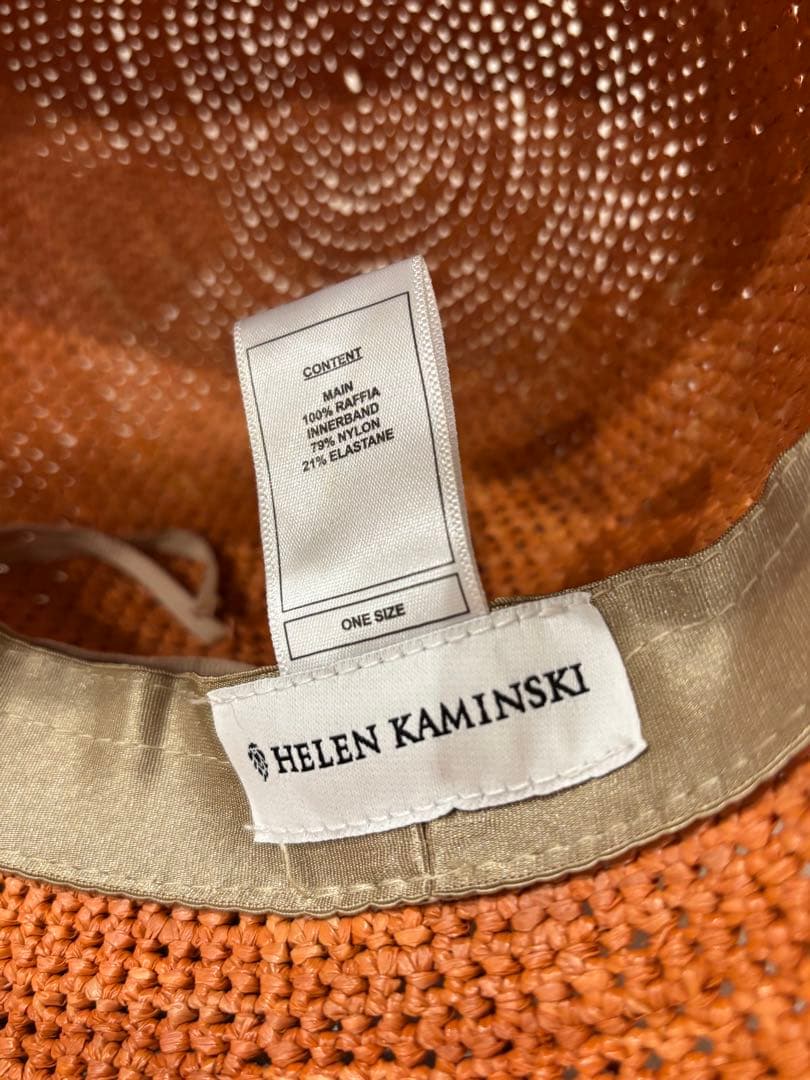 CONTENT
MAIN
100% RAFFIA
INNERBAND
79% NYLON
21% ELASTANE
ONE SIZE
HELEN KAMINSKI